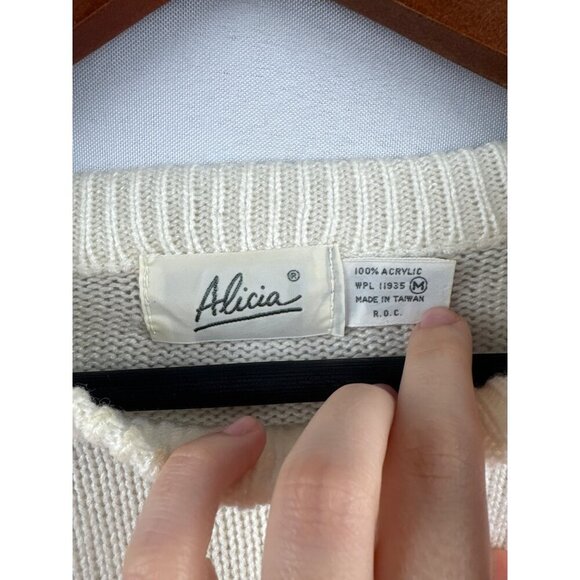 Alicia ®
100% ACRYLIC
WPL 11935 M
MADE IN TAIWAN
R.O.C.